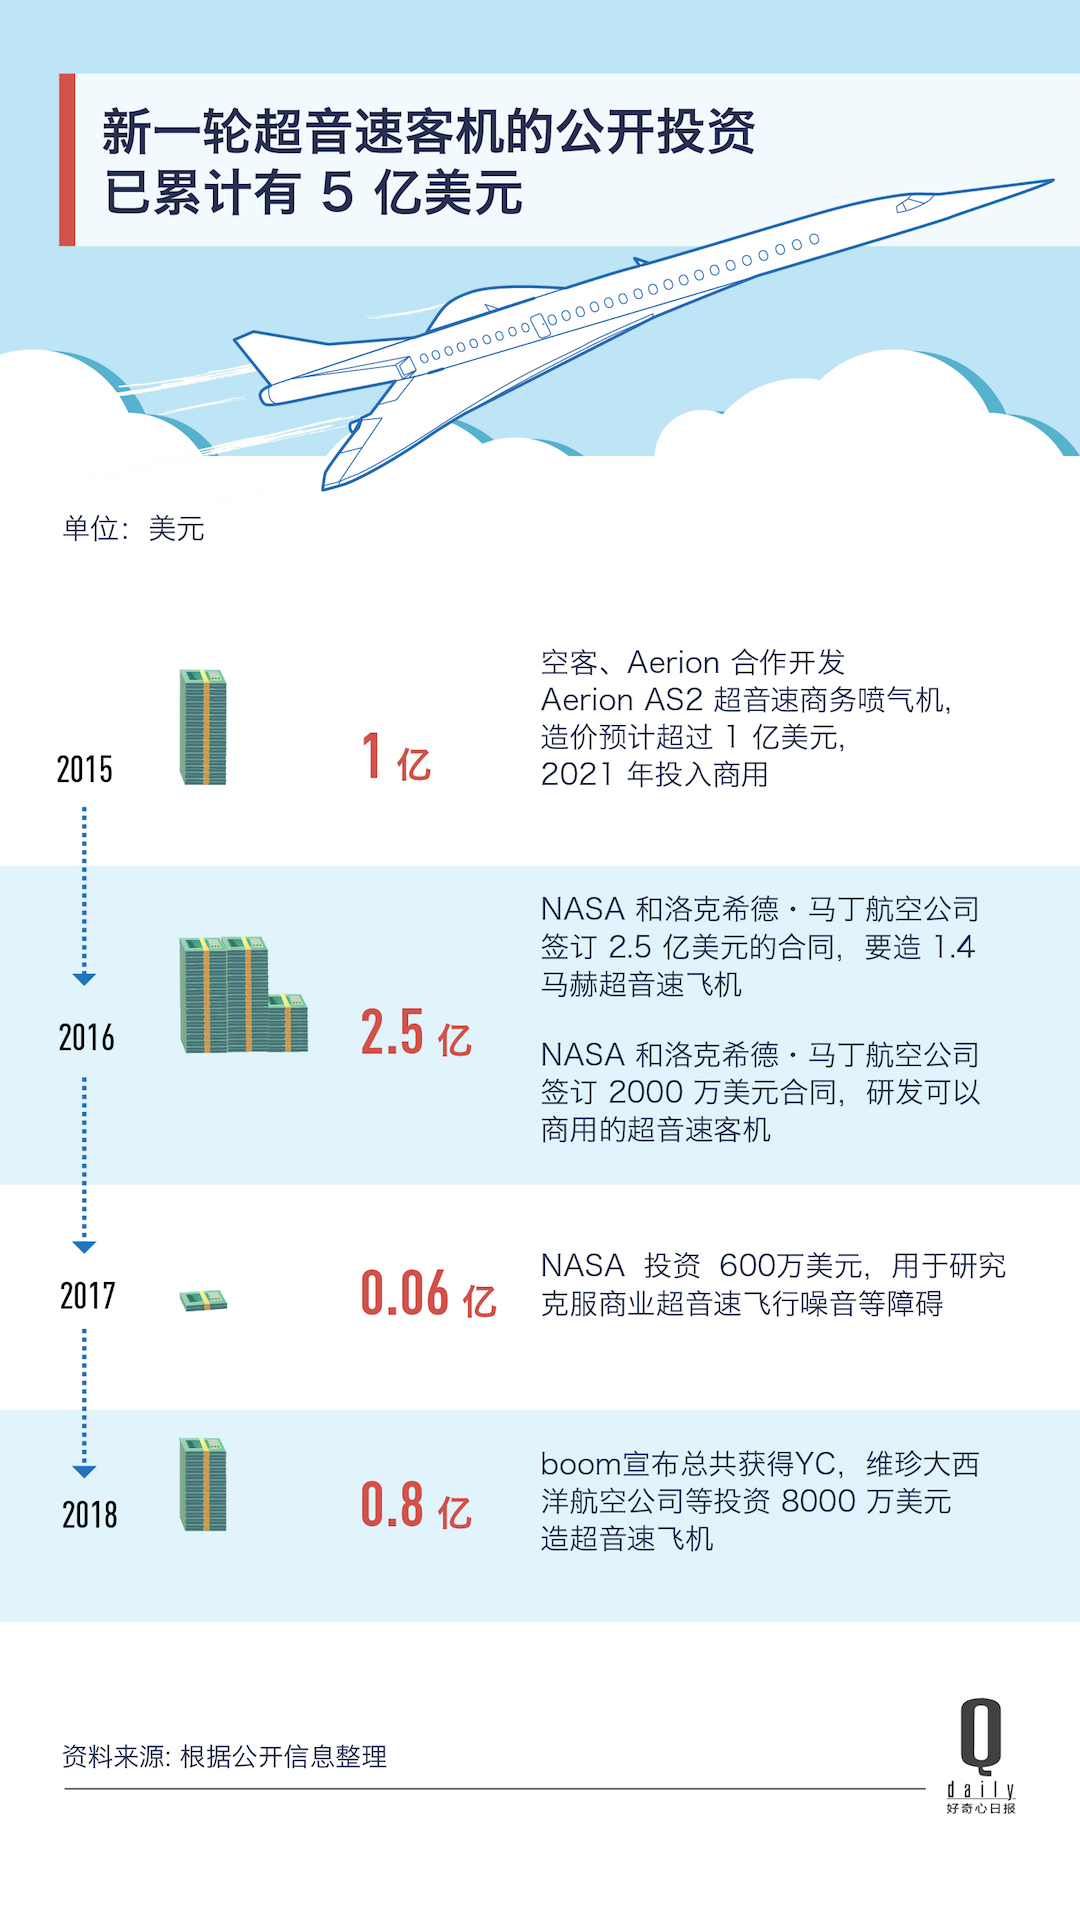 新一轮超音速客机的公开投资
已累计有 5 亿美元
单位：美元
2015
1 亿
空客、Aerion 合作开发
Aerion AS2 超音速商务喷气机，
造价预计超过 1 亿美元，
2021 年投入商用
2016
2.5 亿
NASA 和洛克希德·马丁航空公司
签订 2.5 亿美元的合同，要造 1.4
马赫超音速飞机
NASA 和洛克希德·马丁航空公司
签订 2000 万美元合同，研发可以
商用的超音速客机
2017
0.06 亿
NASA 投资 600万美元，用于研究
克服商业超音速飞行噪音等障碍
2018
0.8 亿
boom宣布总共获得YC，维珍大西
洋航空公司等投资 8000 万美元
造超音速飞机
资料来源: 根据公开信息整理
Q
daily
好奇心日报